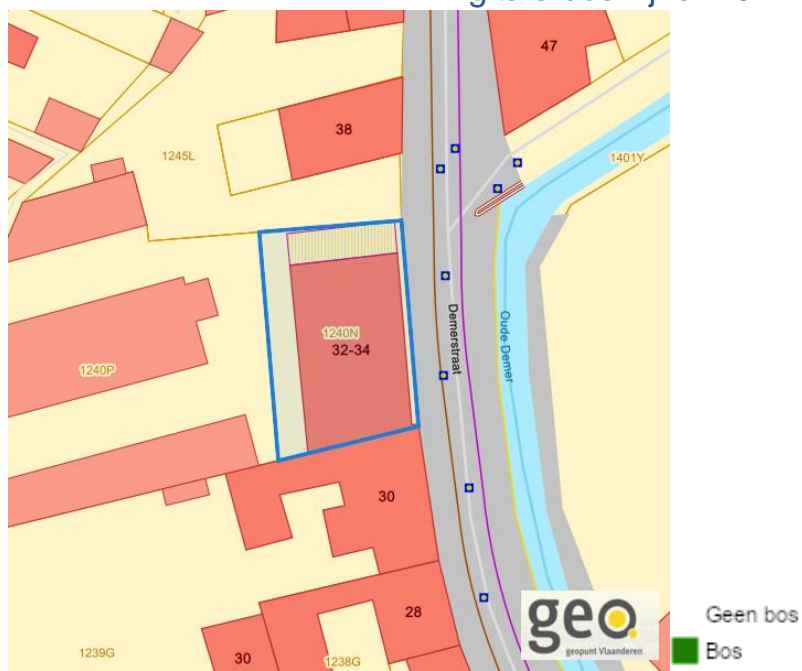 47
38
1245L
1401Y
1240N
32-34
Demerstraat
Oude Demer
1240P
30
28
1239G
30
1238G
geo.
geopunt Vlaanderen
Geen bos
Bos